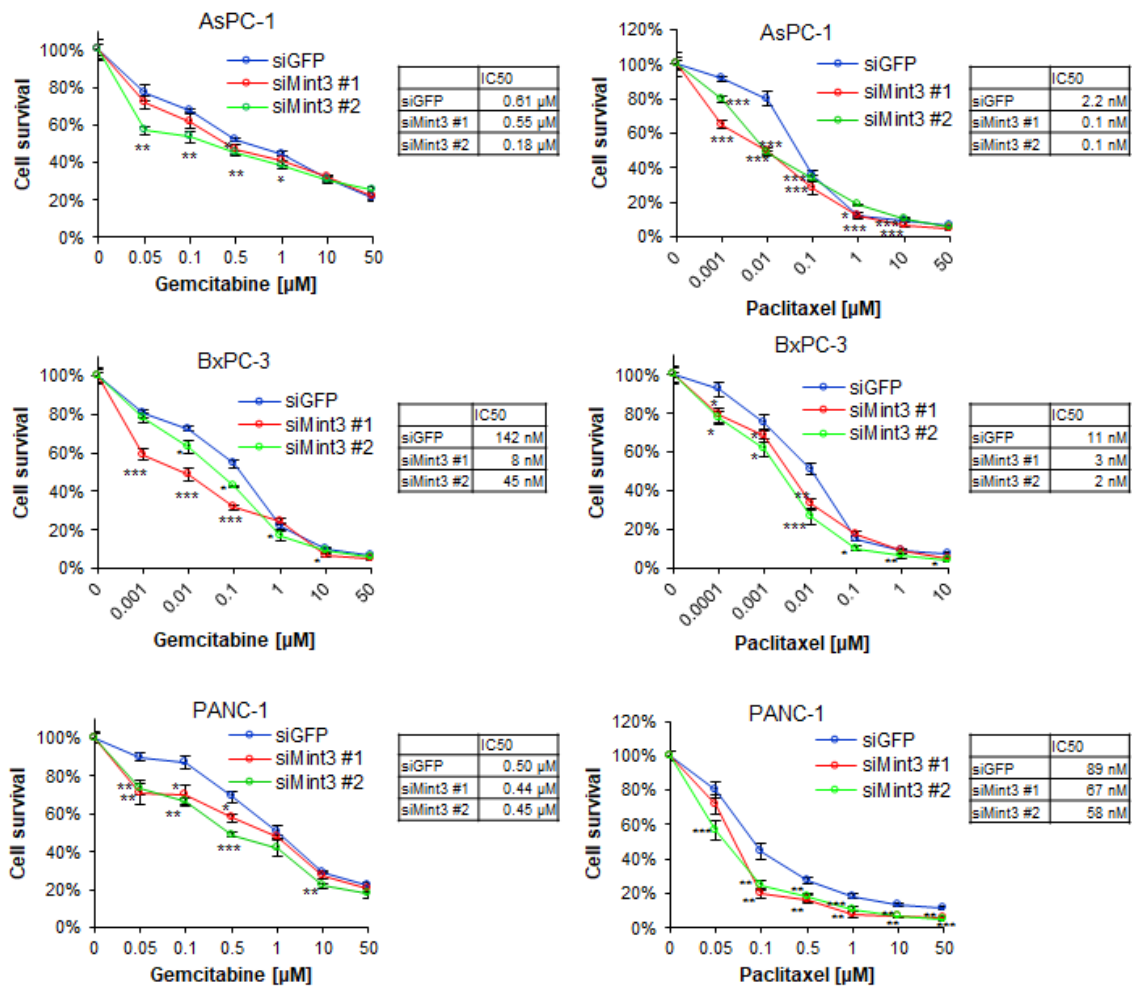 AsPC-1
100%
80%
60%
40%
20%
0%
Cell survival
siGFP
siMint3 #1
siMint3 #2
** ** * ** *
0 0.05 0.1 0.5 1 10 50
Gemcitabine [µM]
IC50
siGFP 0.61 µM
siMint3 #1 0.55 µM
siMint3 #2 0.18 µM
AsPC-1
120%
100%
80%
60%
40%
20%
0%
Cell survival
siGFP
siMint3 #1
siMint3 #2
*** *** *** *** *** *** * *** *** ***
0 0.001 0.01 0.1 1 10 50
Paclitaxel [µM]
IC50
siGFP 2.2 nM
siMint3 #1 0.1 nM
siMint3 #2 0.1 nM
BxPC-3
100%
80%
60%
40%
20%
0%
Cell survival
siGFP
siMint3 #1
siMint3 #2
*** * *** *** *** * *
0 0.001 0.01 0.1 1 10 50
Gemcitabine [µM]
IC50
siGFP 142 nM
siMint3 #1 8 nM
siMint3 #2 45 nM
BxPC-3
100%
80%
60%
40%
20%
0%
Cell survival
siGFP
siMint3 #1
siMint3 #2
* * * * ** *** * ** *
0 0.0001 0.001 0.01 0.1 1 10
Paclitaxel [µM]
IC50
siGFP 11 nM
siMint3 #1 3 nM
siMint3 #2 2 nM
PANC-1
100%
80%
60%
40%
20%
0%
Cell survival
siGFP
siMint3 #1
siMint3 #2
** ** * ** * *** **
0 0.05 0.1 0.5 1 10 50
Gemcitabine [µM]
IC50
siGFP 0.50 µM
siMint3 #1 0.44 µM
siMint3 #2 0.45 µM
PANC-1
120%
100%
80%
60%
40%
20%
0%
Cell survival
siGFP
siMint3 #1
siMint3 #2
*** ** ** ** ** *** ** ** ** ** ***
0 0.05 0.1 0.5 1 10 50
Paclitaxel [µM]
IC50
siGFP 89 nM
siMint3 #1 67 nM
siMint3 #2 58 nM